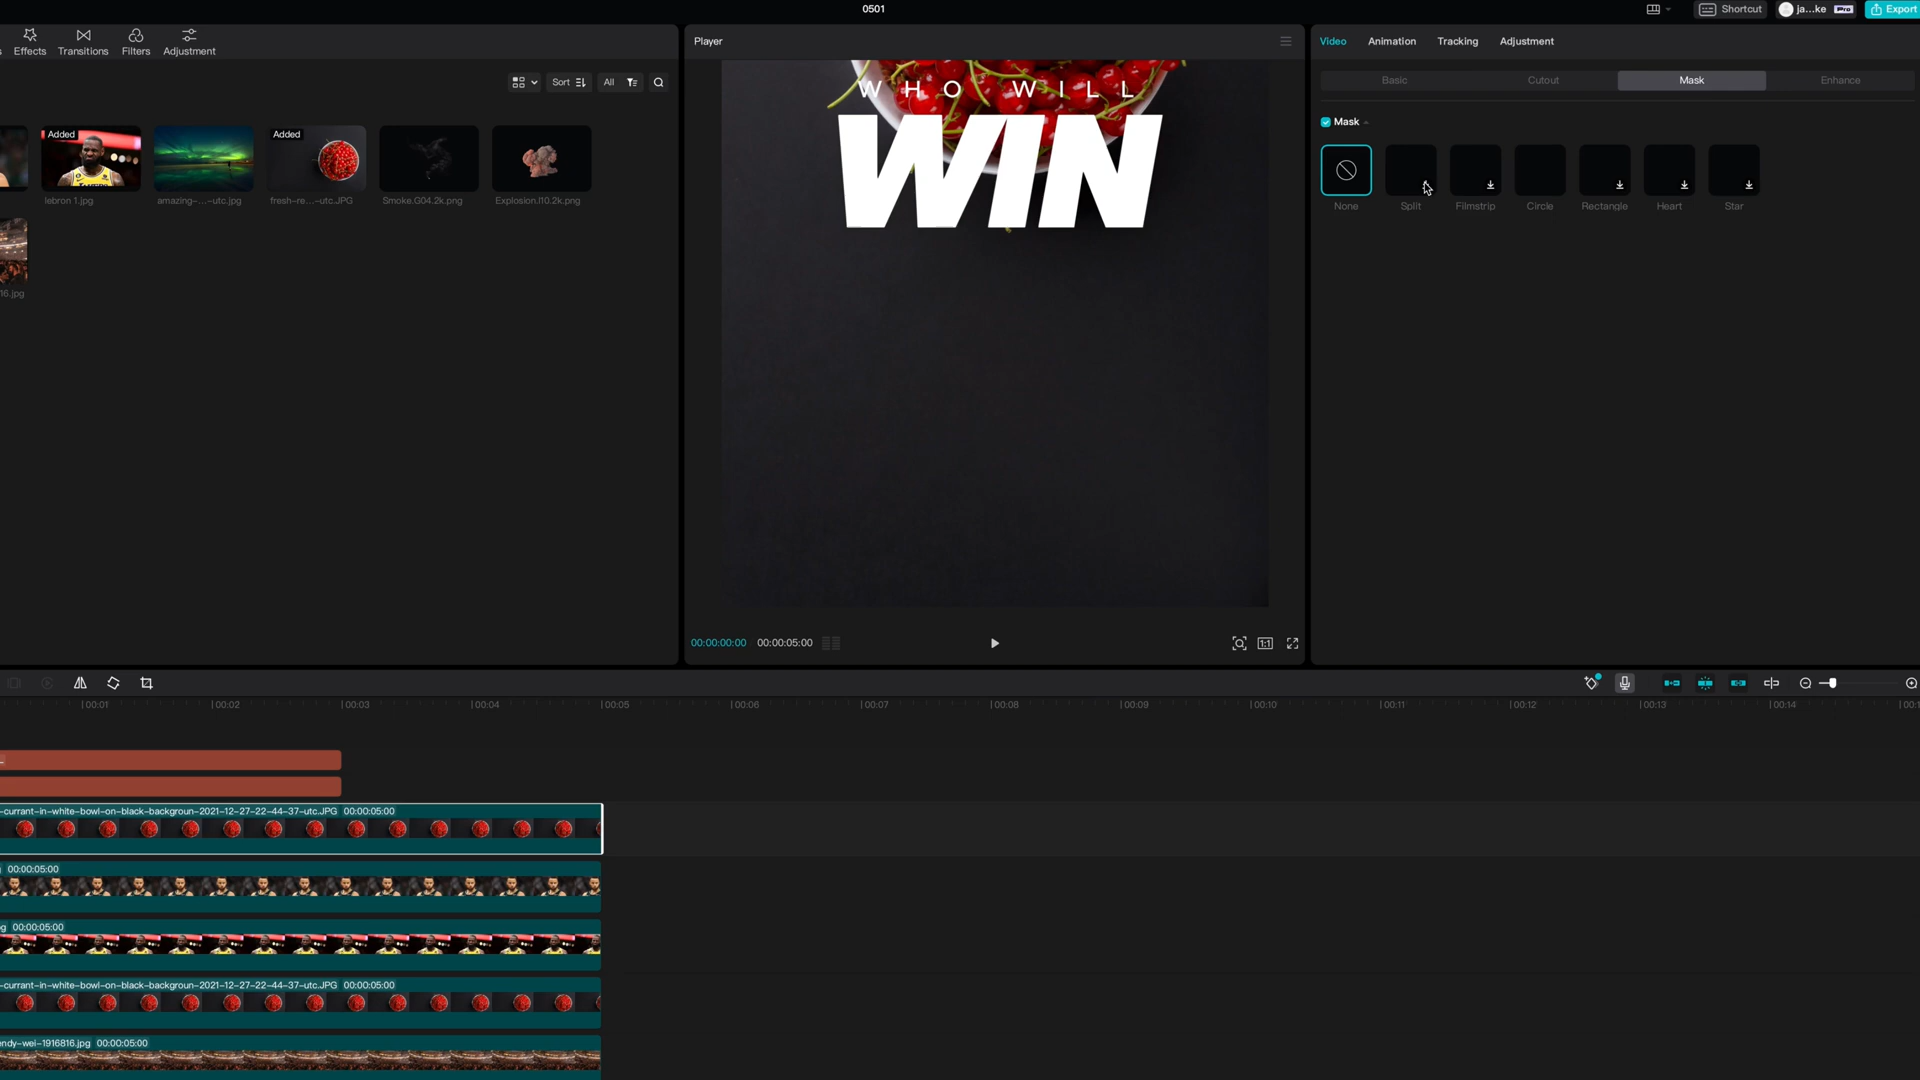 0501
Shortcut
ja...ke
Pro
Export
Effects
Transitions
Filters
Adjustment
Player
Video
Animation
Tracking
Adjustment
Sort
All
Basic
Cutout
Mask
Enhance
WHO WILL
WIN
Mask
Added
Added
lebron 1.jpg
amazing-...-utc.jpg
fresh-re...-utc.JPG
Smoke.G04.2k.png
Explosion.I10.2k.png
None
Split
Filmstrip
Circle
Rectangle
Heart
Star
16.jpg
00:00:00:00
00:00:05:00
1:1
00:01
00:02
00:03
00:04
00:05
00:06
00:07
00:08
00:09
00:10
00:11
00:12
00:13
00:14
-currant-in-white-bowl-on-black-backgroun-2021-12-27-22-44-37-utc.JPG 00:00:05:00
00:00:05:00
g 00:00:05:00
-currant-in-white-bowl-on-black-backgroun-2021-12-27-22-44-37-utc.JPG 00:00:05:00
endy-wei-1916816.jpg 00:00:05:00